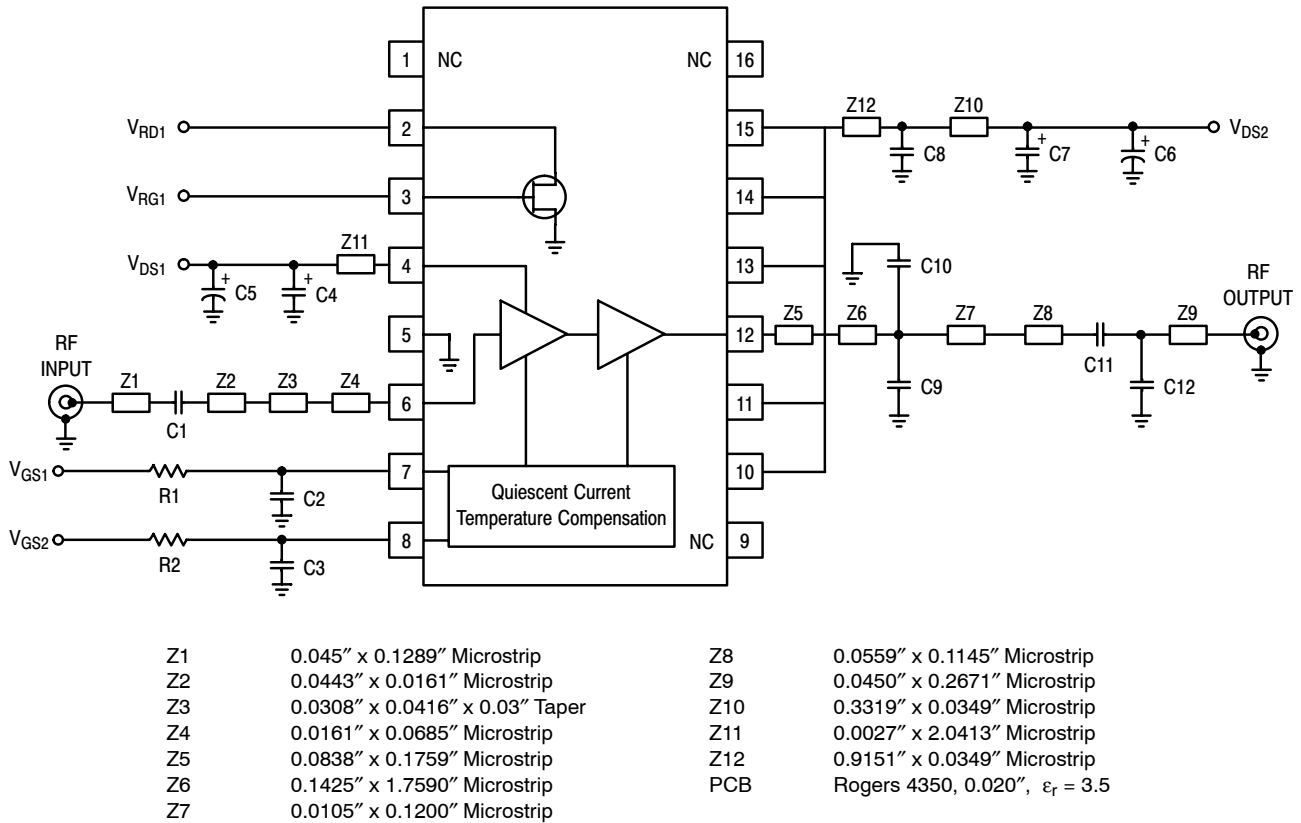 1 NC
NC 16
V_RD1
2
15
Z12
Z10
V_DS2
C8
C7
+
C6
+
V_RG1
3
14
V_DS1
Z11
4
13
C5
+
C4
+
C10
5
12
Z5
Z6
Z7
Z8
Z9
RF
OUTPUT
C11
C9
C12
RF
INPUT
Z1
Z2
Z3
Z4
6
11
C1
V_GS1
R1
C2
7
10
Quiescent Current
Temperature Compensation
V_GS2
R2
C3
8
NC 9
Z1 0.045″ x 0.1289″ Microstrip
Z2 0.0443″ x 0.0161″ Microstrip
Z3 0.0308″ x 0.0416″ x 0.03″ Taper
Z4 0.0161″ x 0.0685″ Microstrip
Z5 0.0838″ x 0.1759″ Microstrip
Z6 0.1425″ x 1.7590″ Microstrip
Z7 0.0105″ x 0.1200″ Microstrip
Z8 0.0559″ x 0.1145″ Microstrip
Z9 0.0450″ x 0.2671″ Microstrip
Z10 0.3319″ x 0.0349″ Microstrip
Z11 0.0027″ x 2.0413″ Microstrip
Z12 0.9151″ x 0.0349″ Microstrip
PCB Rogers 4350, 0.020″, εr = 3.5